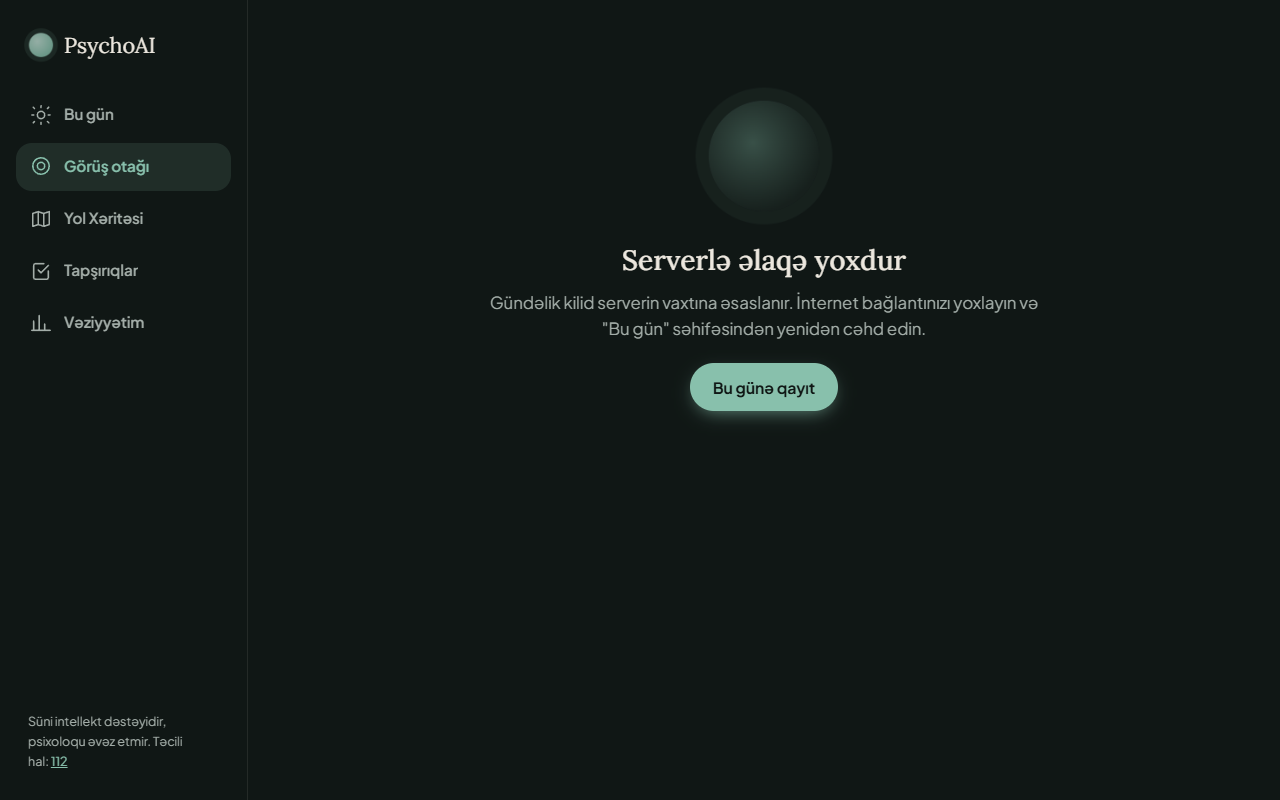 PsychoAI
Bu gün
Görüş otağı
Yol Xəritəsi
Tapşırıqlar
Vəziyyətim
Serverlə əlaqə yoxdur
Gündəlik kilid serverin vaxtına əsaslanır. İnternet bağlantınızı yoxlayın və
"Bu gün" səhifəsindən yenidən cəhd edin.
Bu günə qayıt
Süni intellekt dəstəyidir,
psixoloqu əvəz etmir. Təcili
hal: 112